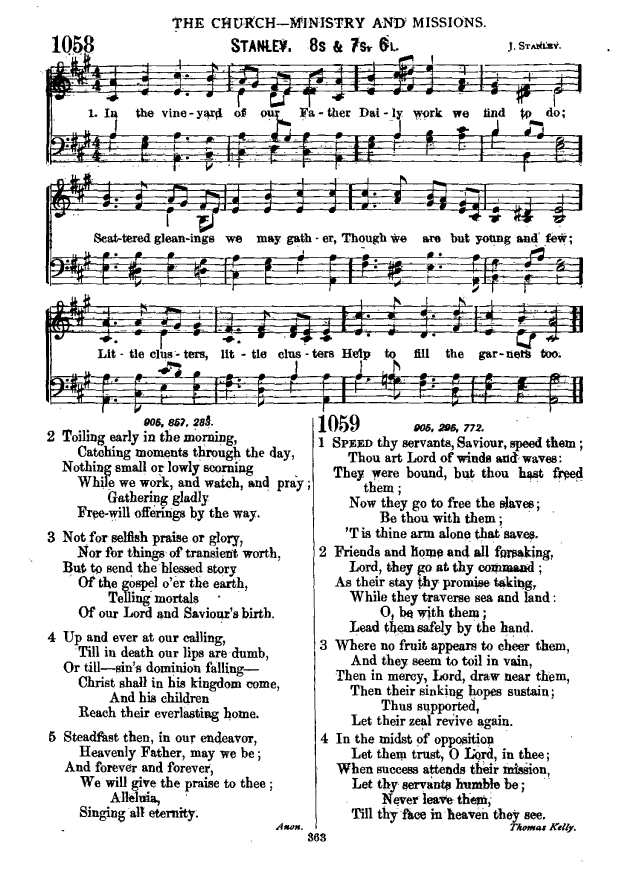 THE CHURCH—MINISTRY AND MISSIONS.
1058 STANLEY. 8s & 7s, 6L. J. STANLEY.
1. In the vine-yard of our Fa-ther Dai-ly work we find to do;
Scat-tered glean-ings we may gath-er, Though we are but young and few;
Lit-tle clus-ters, lit-tle clus-ters Help to fill the gar-ners too.
905, 857, 288.
2 Toiling early in the morning,
Catching moments through the day,
Nothing small or lowly scorning
While we work, and watch, and pray;
Gathering gladly
Free-will offerings by the way.
3 Not for selfish praise or glory,
Nor for things of transient worth,
But to send the blessed story
Of the gospel o'er the earth,
Telling mortals
Of our Lord and Saviour's birth.
4 Up and ever at our calling,
Till in death our lips are dumb,
Or till—sin's dominion falling—
Christ shall in his kingdom come,
And his children
Reach their everlasting home.
5 Steadfast then, in our endeavor,
Heavenly Father, may we be;
And forever and forever,
We will give the praise to thee;
Alleluia,
Singing all eternity.
Anon.
1059 905, 296, 772.
1 SPEED thy servants, Saviour, speed them;
Thou art Lord of winds and waves:
They were bound, but thou hast freed
them;
Now they go to free the slaves;
Be thou with them;
'T is thine arm alone that saves.
2 Friends and home and all forsaking,
Lord, they go at thy command;
As their stay thy promise taking,
While they traverse sea and land:
O, be with them;
Lead them safely by the hand.
3 Where no fruit appears to cheer them,
And they seem to toil in vain,
Then in mercy, Lord, draw near them,
Then their sinking hopes sustain;
Thus supported,
Let their zeal revive again.
4 In the midst of opposition
Let them trust, O Lord, in thee;
When success attends their mission,
Let thy servants humble be;
Never leave them,
Till thy face in heaven they see.
Thomas Kelly.
363